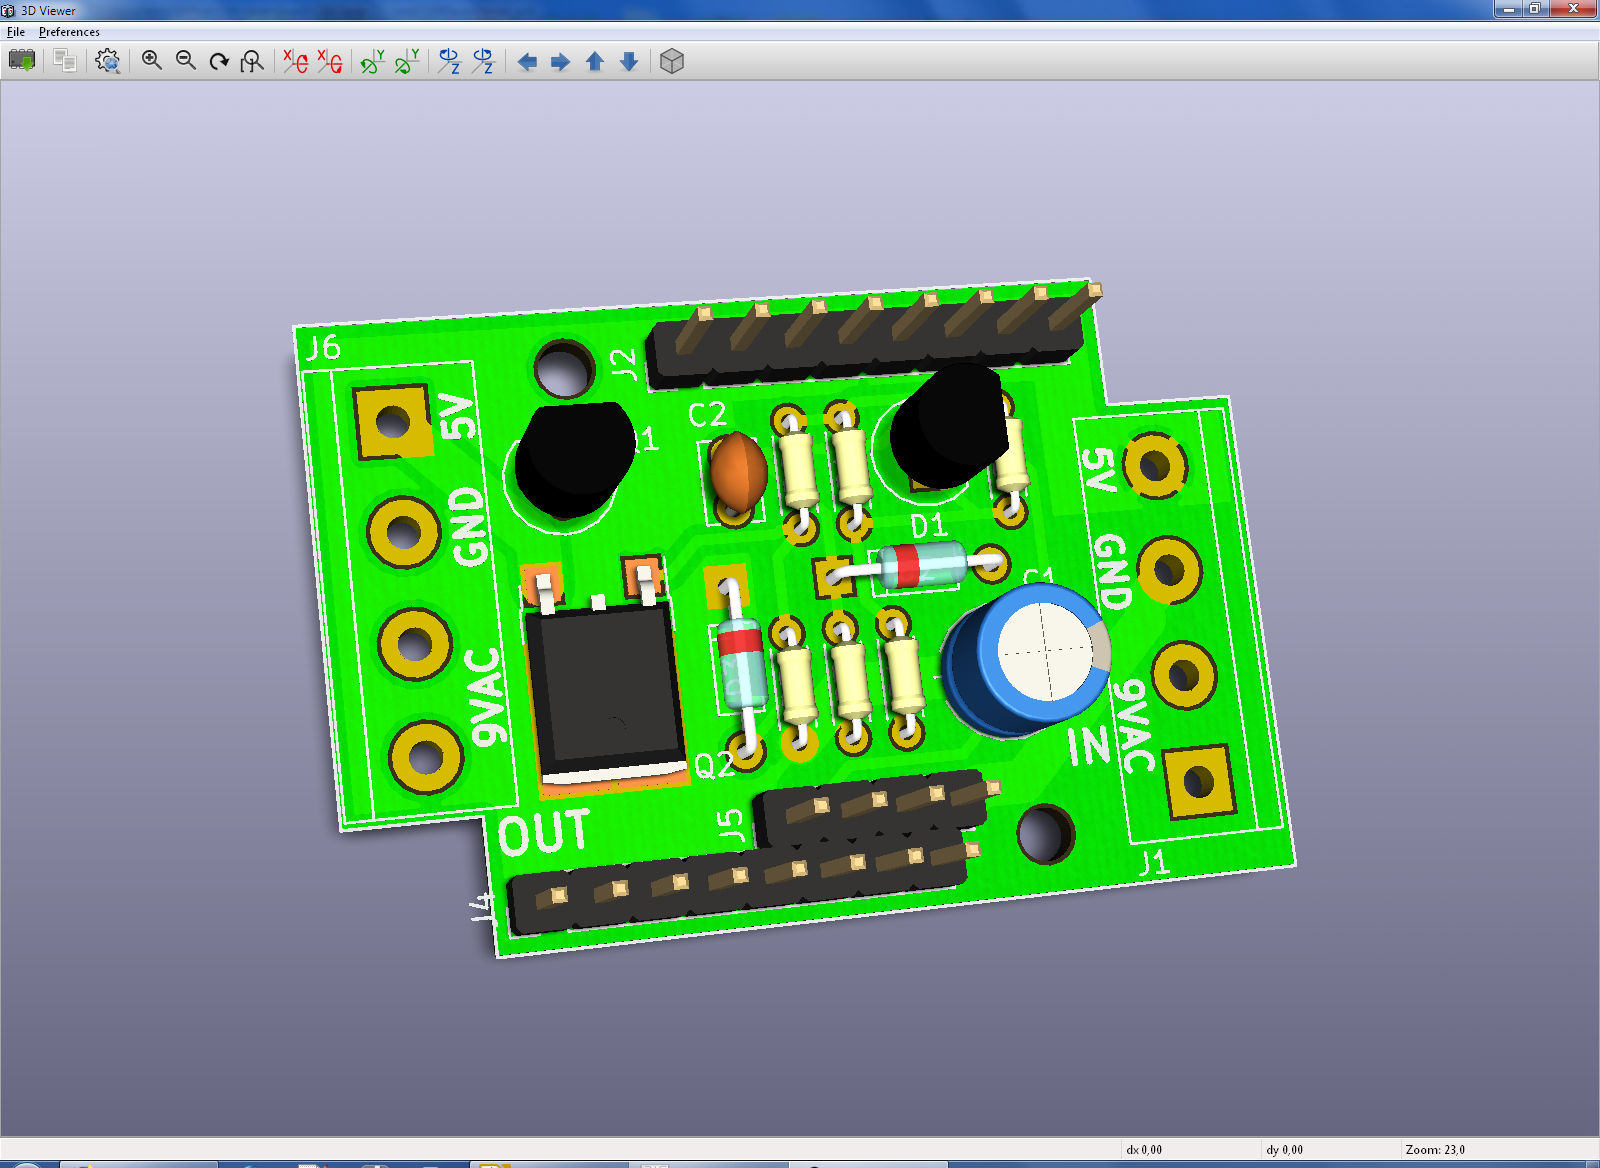 3D Viewer
File Preferences
J6
J2
5V
C2
1
5V
GND
D1
GND
C1
9VAC
9VAC
Q2
IN
J5
OUT
J1
J4
dx 0,00
dy 0,00
Zoom: 23,0